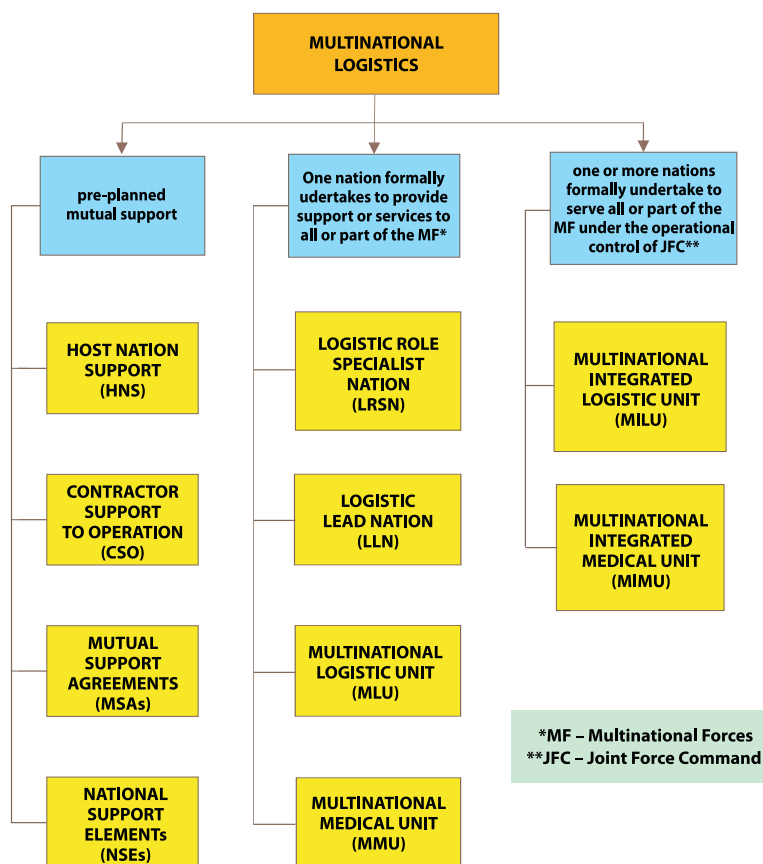 MULTINATIONAL
LOGISTICS
pre-planned
mutual support
HOST NATION
SUPPORT
(HNS)
CONTRACTOR
SUPPORT
TO OPERATION
(CSO)
MUTUAL
SUPPORT
AGREEMENTS
(MSAs)
NATIONAL
SUPPORT
ELEMENTs
(NSEs)
One nation formally
udertakes to provide
support or services to
all or part of the MF*
LOGISTIC ROLE
SPECIALIST
NATION
(LRSN)
LOGISTIC
LEAD NATION
(LLN)
MULTINATIONAL
LOGISTIC UNIT
(MLU)
MULTINATIONAL
MEDICAL UNIT
(MMU)
one or more nations
formally undertake to
serve all or part of the
MF under the operational
control of JFC**
MULTINATIONAL
INTEGRATED
LOGISTIC UNIT
(MILU)
MULTINATIONAL
INTEGRATED
MEDICAL UNIT
(MIMU)
*MF – Multinational Forces
**JFC – Joint Force Command